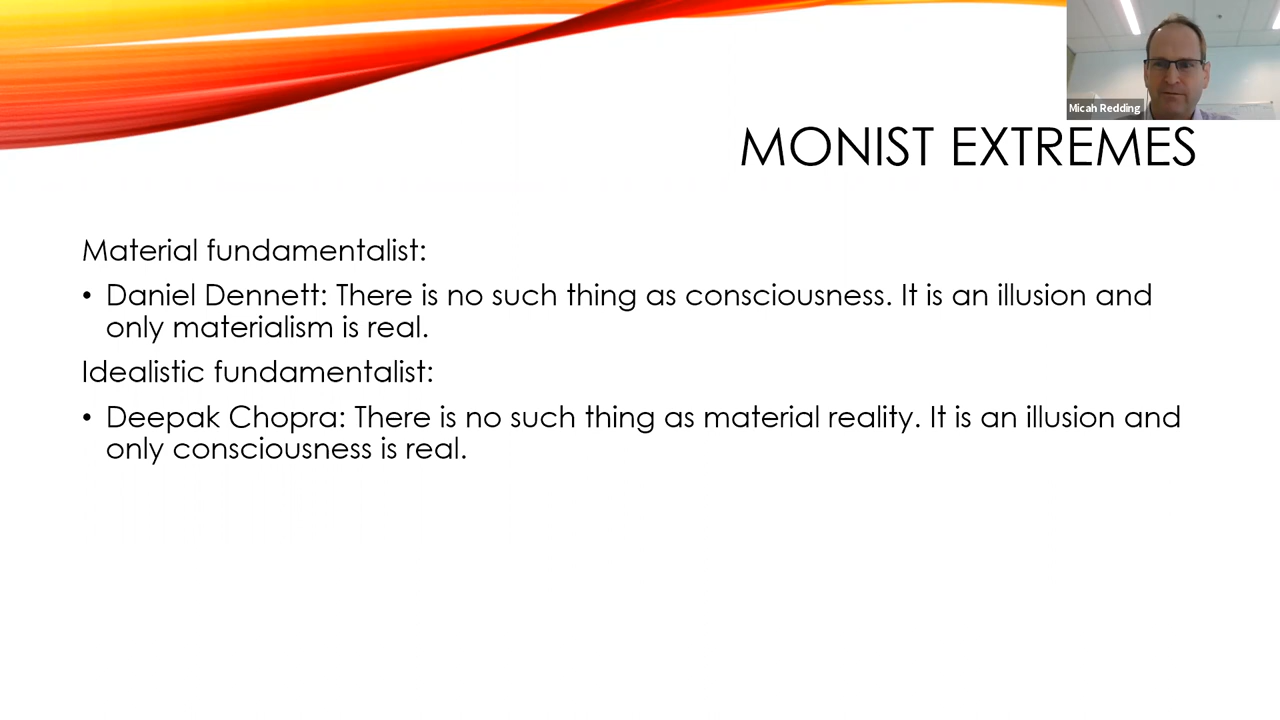 Micah Redding
MONIST EXTREMES
Material fundamentalist:
• Daniel Dennett: There is no such thing as consciousness. It is an illusion and
only materialism is real.
Idealistic fundamentalist:
• Deepak Chopra: There is no such thing as material reality. It is an illusion and
only consciousness is real.